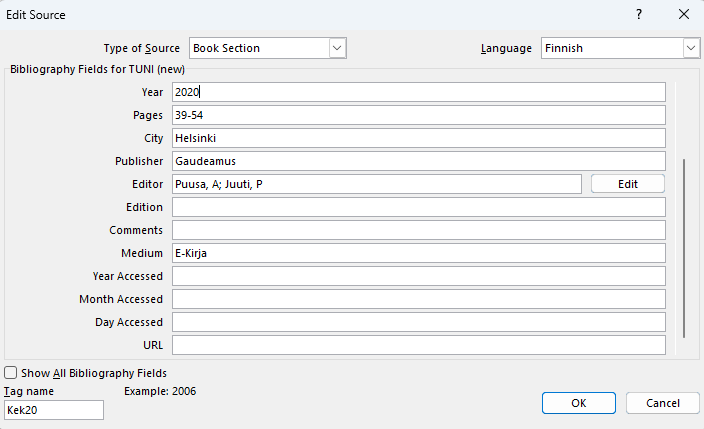 Edit Source
Type of Source Book Section Language Finnish
Bibliography Fields for TUNI (new)
Year 2020
Pages 39-54
City Helsinki
Publisher Gaudeamus
Editor Puusa, A; Juuti, P Edit
Edition
Comments
Medium E-Kirja
Year Accessed
Month Accessed
Day Accessed
URL
Show All Bibliography Fields
Tag name Example: 2006
Kek20
OK Cancel